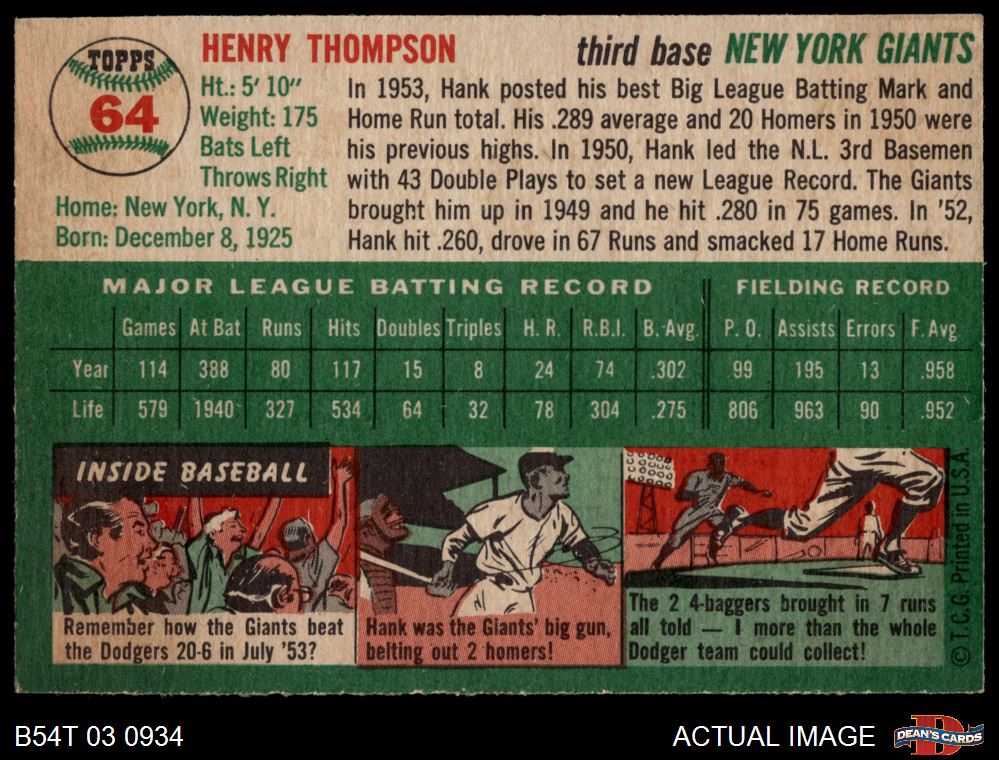 TOPPS
64
HENRY THOMPSON
third base NEW YORK GIANTS
Ht.: 5' 10"
Weight: 175
Bats Left
Throws Right
Home: New York, N. Y.
Born: December 8, 1925
In 1953, Hank posted his best Big League Batting Mark and
Home Run total. His .289 average and 20 Homers in 1950 were
his previous highs. In 1950, Hank led the N.L. 3rd Basemen
with 43 Double Plays to set a new League Record. The Giants
brought him up in 1949 and he hit .280 in 75 games. In '52,
Hank hit .260, drove in 67 Runs and smacked 17 Home Runs.
MAJOR LEAGUE BATTING RECORD FIELDING RECORD
Games At Bat Runs Hits Doubles Triples H. R. R.B.I. B.-Avg. P. O. Assists Errors F. Avg
Year 114 388 80 117 15 8 24 74 .302 99 195 13 .958
Life 579 1940 327 534 64 32 78 304 .275 806 963 90 .952
INSIDE BASEBALL
Remember how the Giants beat
the Dodgers 20-6 in July '53?
Hank was the Giants' big gun,
belting out 2 homers!
The 2 4-baggers brought in 7 runs
all told — 1 more than the whole
Dodger team could collect!
© T.C.G. Printed in U.S.A.
B54T 03 0934
ACTUAL IMAGE
D
DEAN'S CARDS